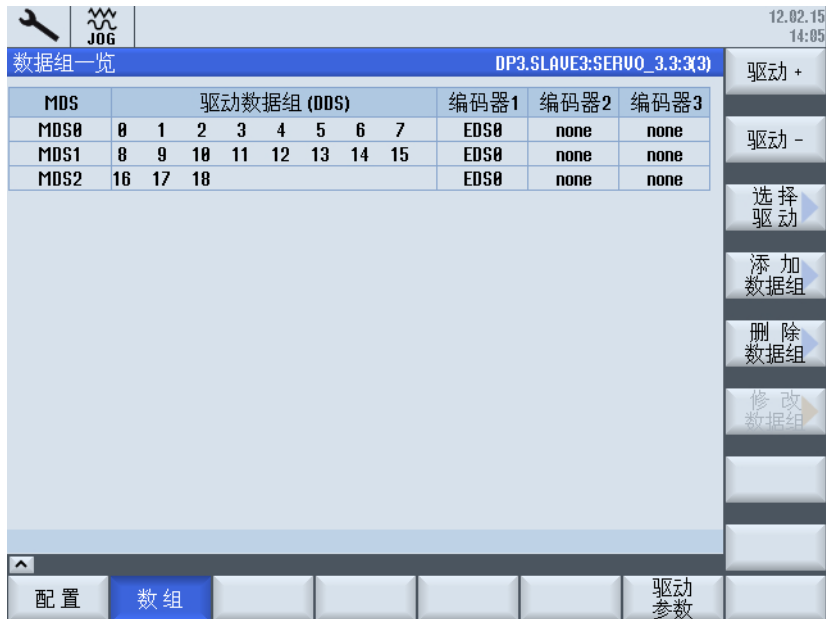 JOG
12.02.15
14:05
数据组一览 DP3.SLAVE3:SERVO_3.3:3(3)
MDS 驱动数据组 (DDS) 编码器1 编码器2 编码器3
MDS0 0 1 2 3 4 5 6 7 EDS0 none none
MDS1 8 9 10 11 12 13 14 15 EDS0 none none
MDS2 16 17 18 EDS0 none none
驱动 +
驱动 -
选 择
驱 动
添 加
数据组
删 除
数据组
修 改
数据组
配 置 数 组 驱动
参数